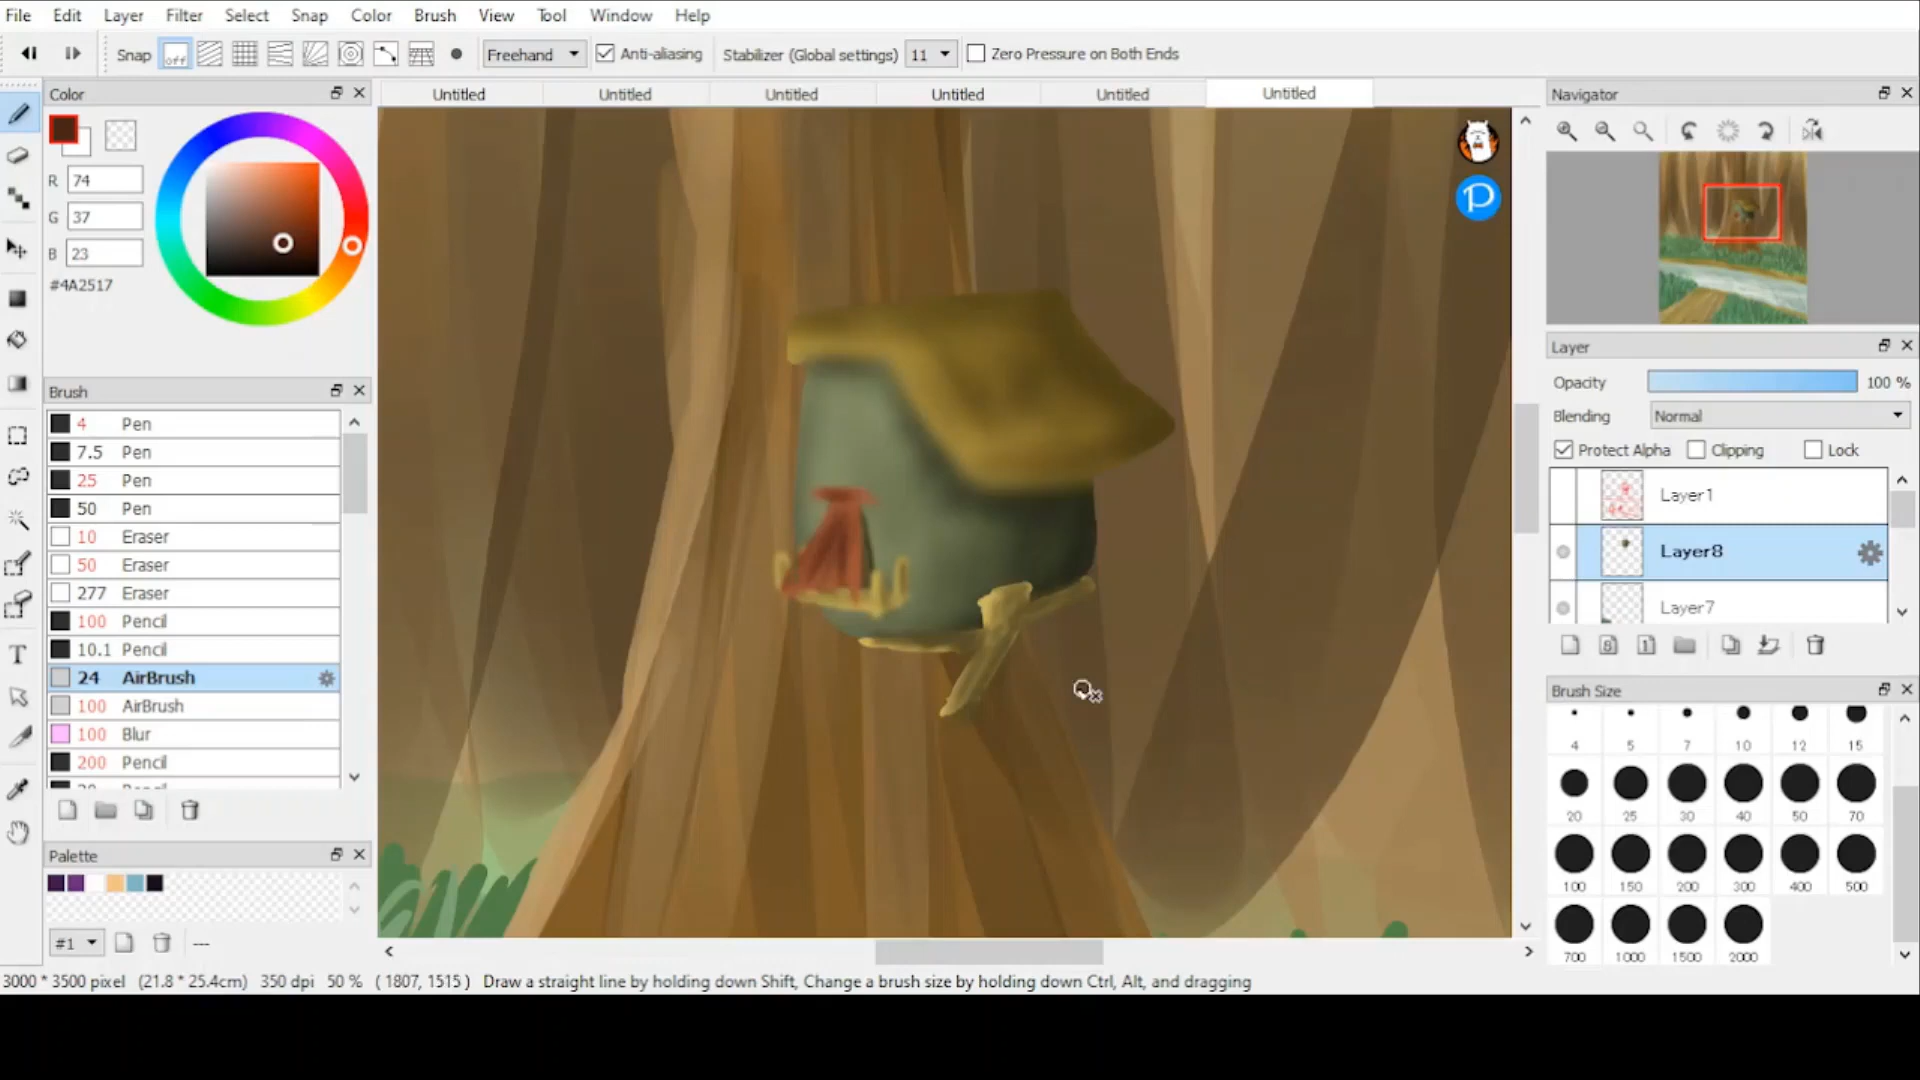 File Edit Layer Filter Select Snap Color Brush View Tool Window Help
Snap off Freehand Anti-aliasing Stabilizer (Global settings) 11 Zero Pressure on Both Ends
Color
R 74
G 37
B 23
#4A2517
Brush
4 Pen
7.5 Pen
25 Pen
50 Pen
10 Eraser
50 Eraser
277 Eraser
100 Pencil
10.1 Pencil
24 AirBrush
100 AirBrush
100 Blur
200 Pencil
Palette
#1 ---
Untitled Untitled Untitled Untitled Untitled Untitled
P
Navigator
Layer
Opacity 100 %
Blending Normal
Protect Alpha Clipping Lock
Layer1
Layer8
Layer7
8 1
Brush Size
4 5 7 10 12 15
20 25 30 40 50 70
100 150 200 300 400 500
700 1000 1500 2000
3000 * 3500 pixel (21.8 * 25.4cm) 350 dpi 50 % ( 1807, 1515 ) Draw a straight line by holding down Shift, Change a brush size by holding down Ctrl, Alt, and dragging